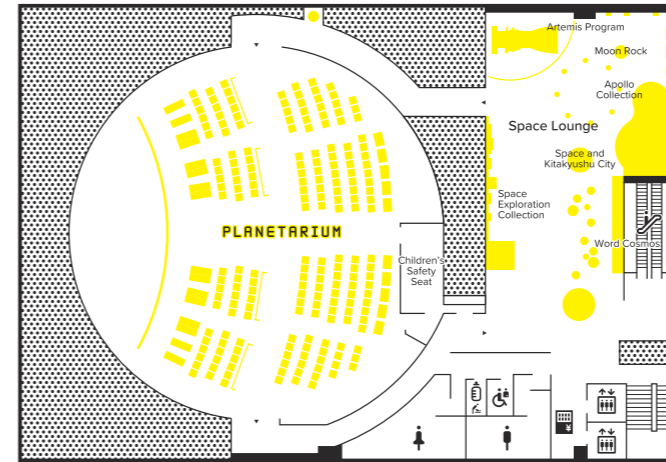 Artemis Program
Moon Rock
Apollo
Collection
Space Lounge
Space and
Kitakyushu City
Space
Exploration
Collection
PLANETARIUM
Word Cosmos
Children's
Safety
Seat
¥